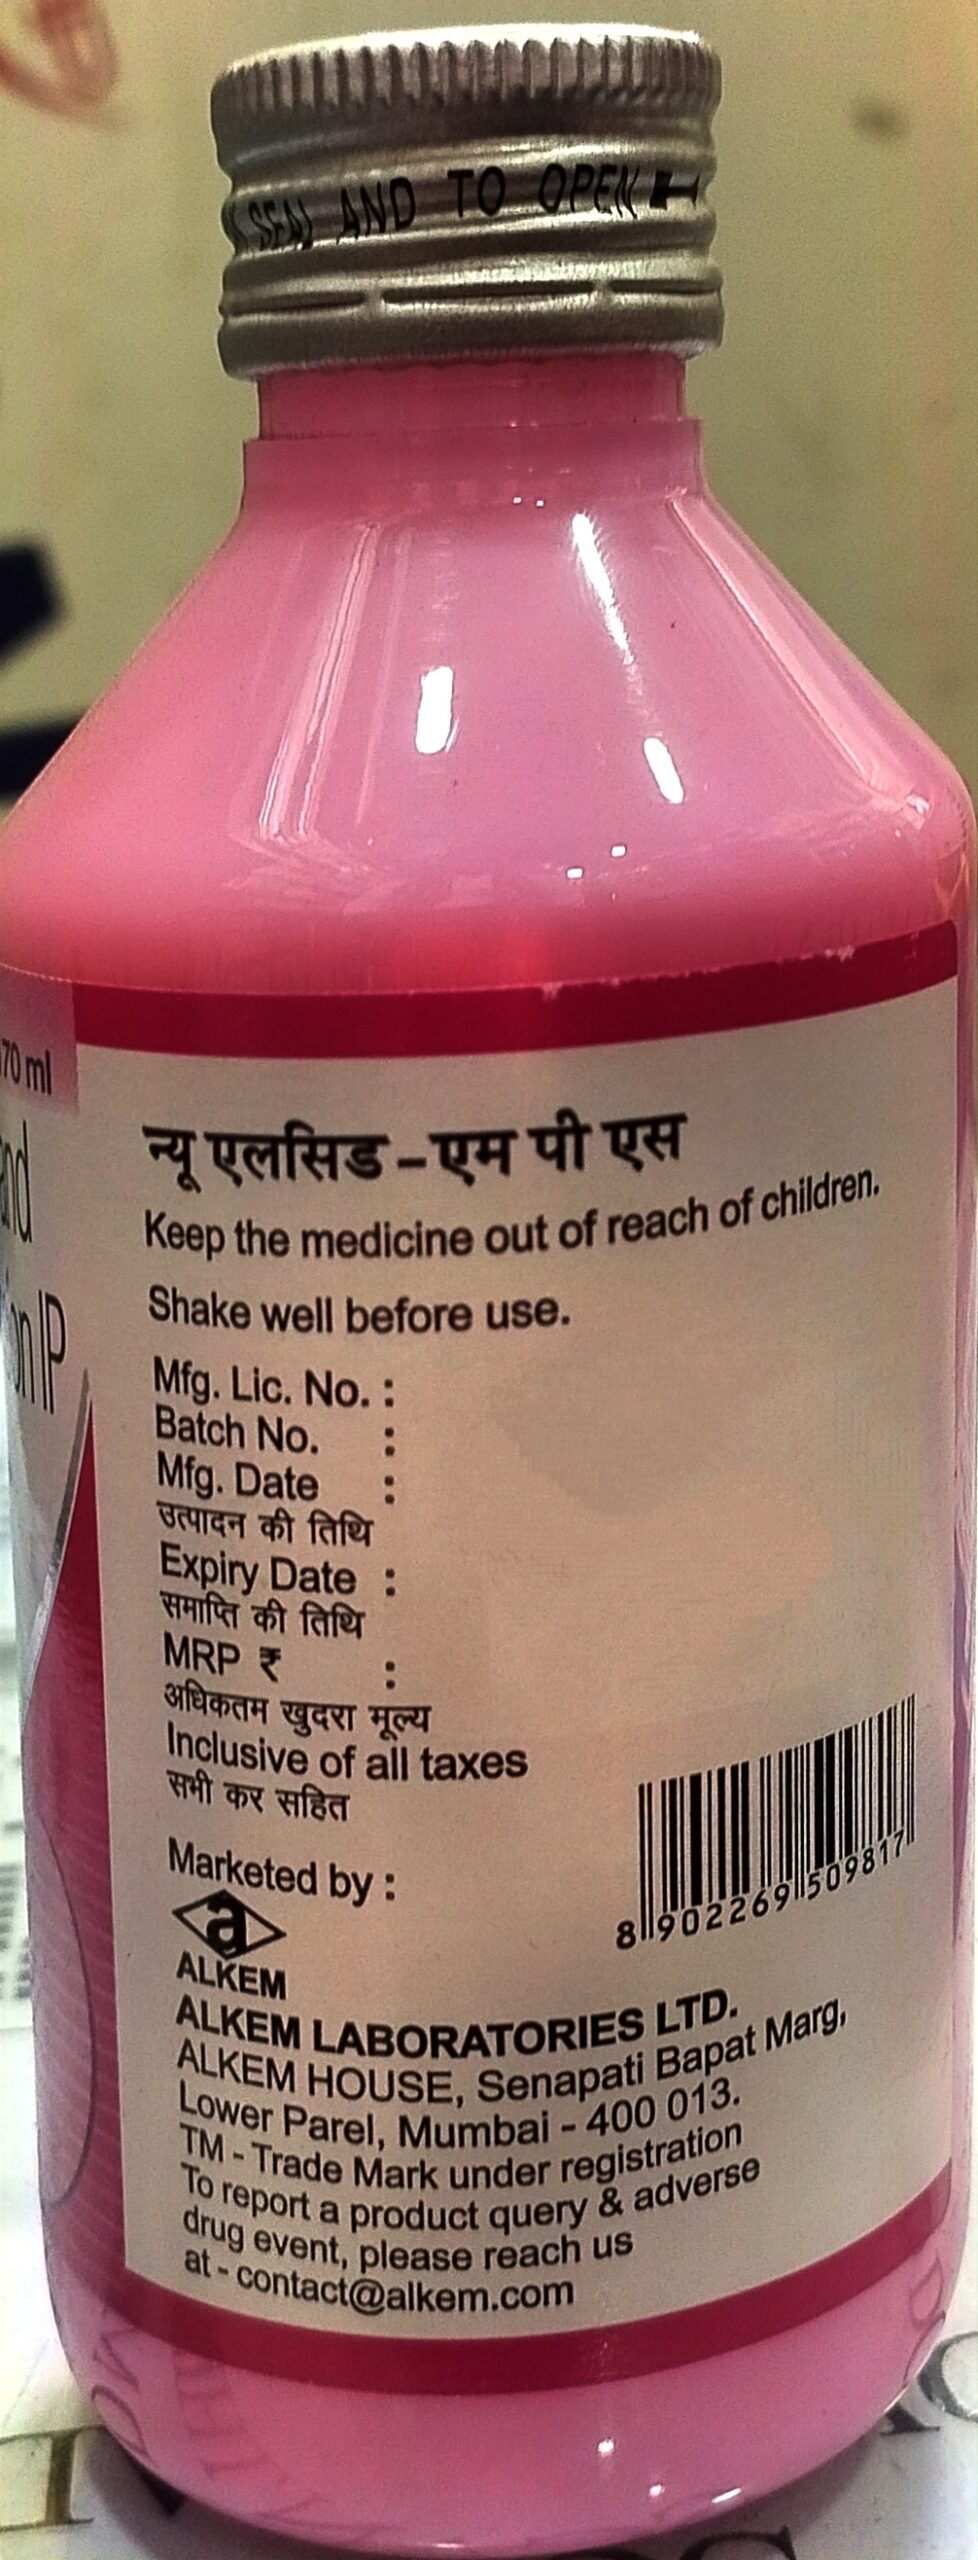 SEAL AND TO OPEN
70 ml
न्यू एलसिड – एम पी एस
Keep the medicine out of reach of children.
Shake well before use.
Mfg. Lic. No. :
Batch No. :
Mfg. Date :
उत्पादन की तिथि
Expiry Date :
समाप्ति की तिथि
MRP ₹ :
अधिकतम खुदरा मूल्य
Inclusive of all taxes
सभी कर सहित
Marketed by :
a
ALKEM
8 902269 509817
ALKEM LABORATORIES LTD.
ALKEM HOUSE, Senapati Bapat Marg,
Lower Parel, Mumbai - 400 013.
TM - Trade Mark under registration
To report a product query & adverse
drug event, please reach us
at - contact@alkem.com
IP